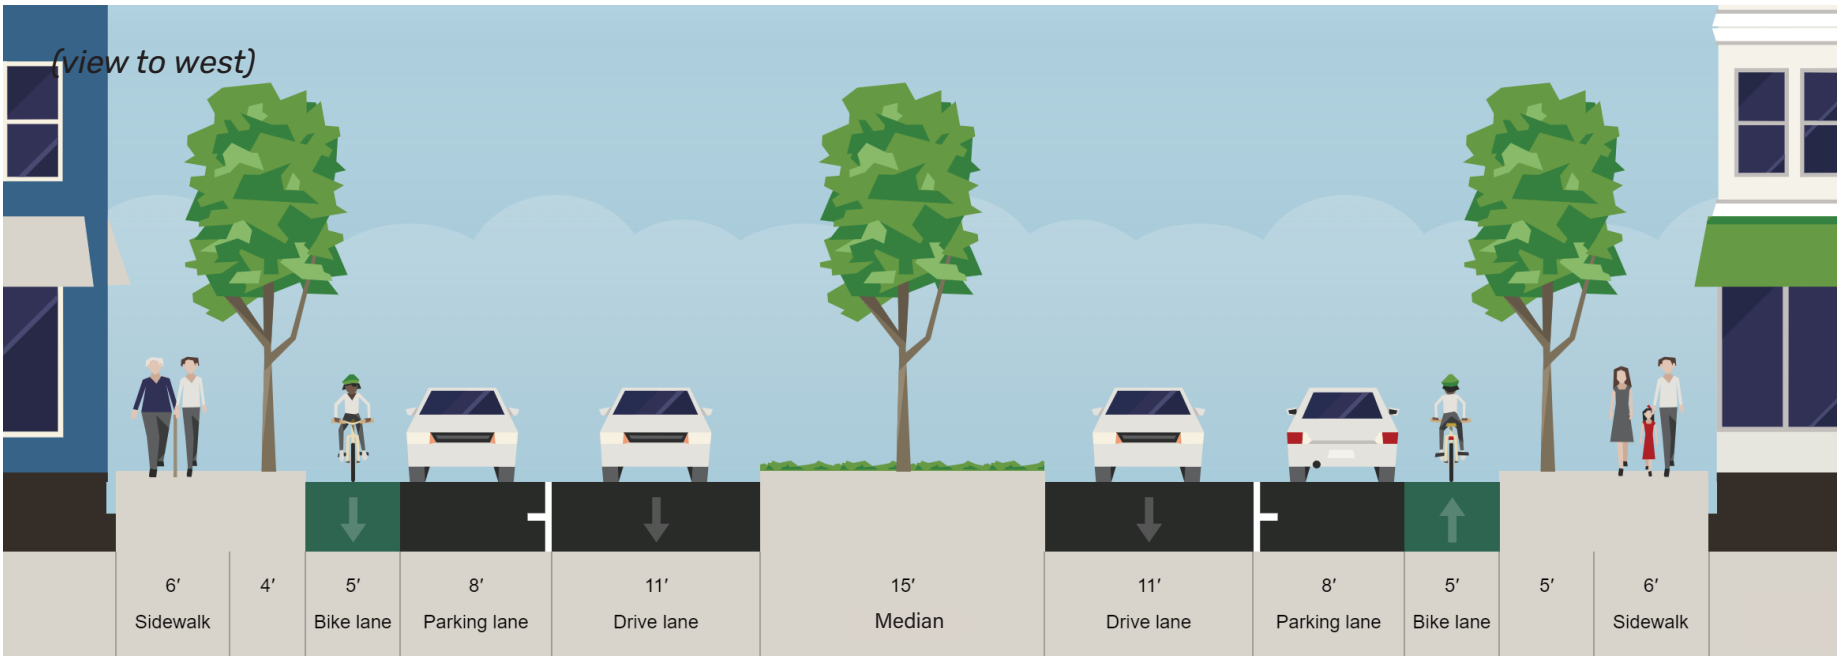 (view to west)
6′ 4′ 5′ 8′ 11′ 15′ 11′ 8′ 5′ 5′ 6′
Sidewalk Bike lane Parking lane Drive lane Median Drive lane Parking lane Bike lane Sidewalk